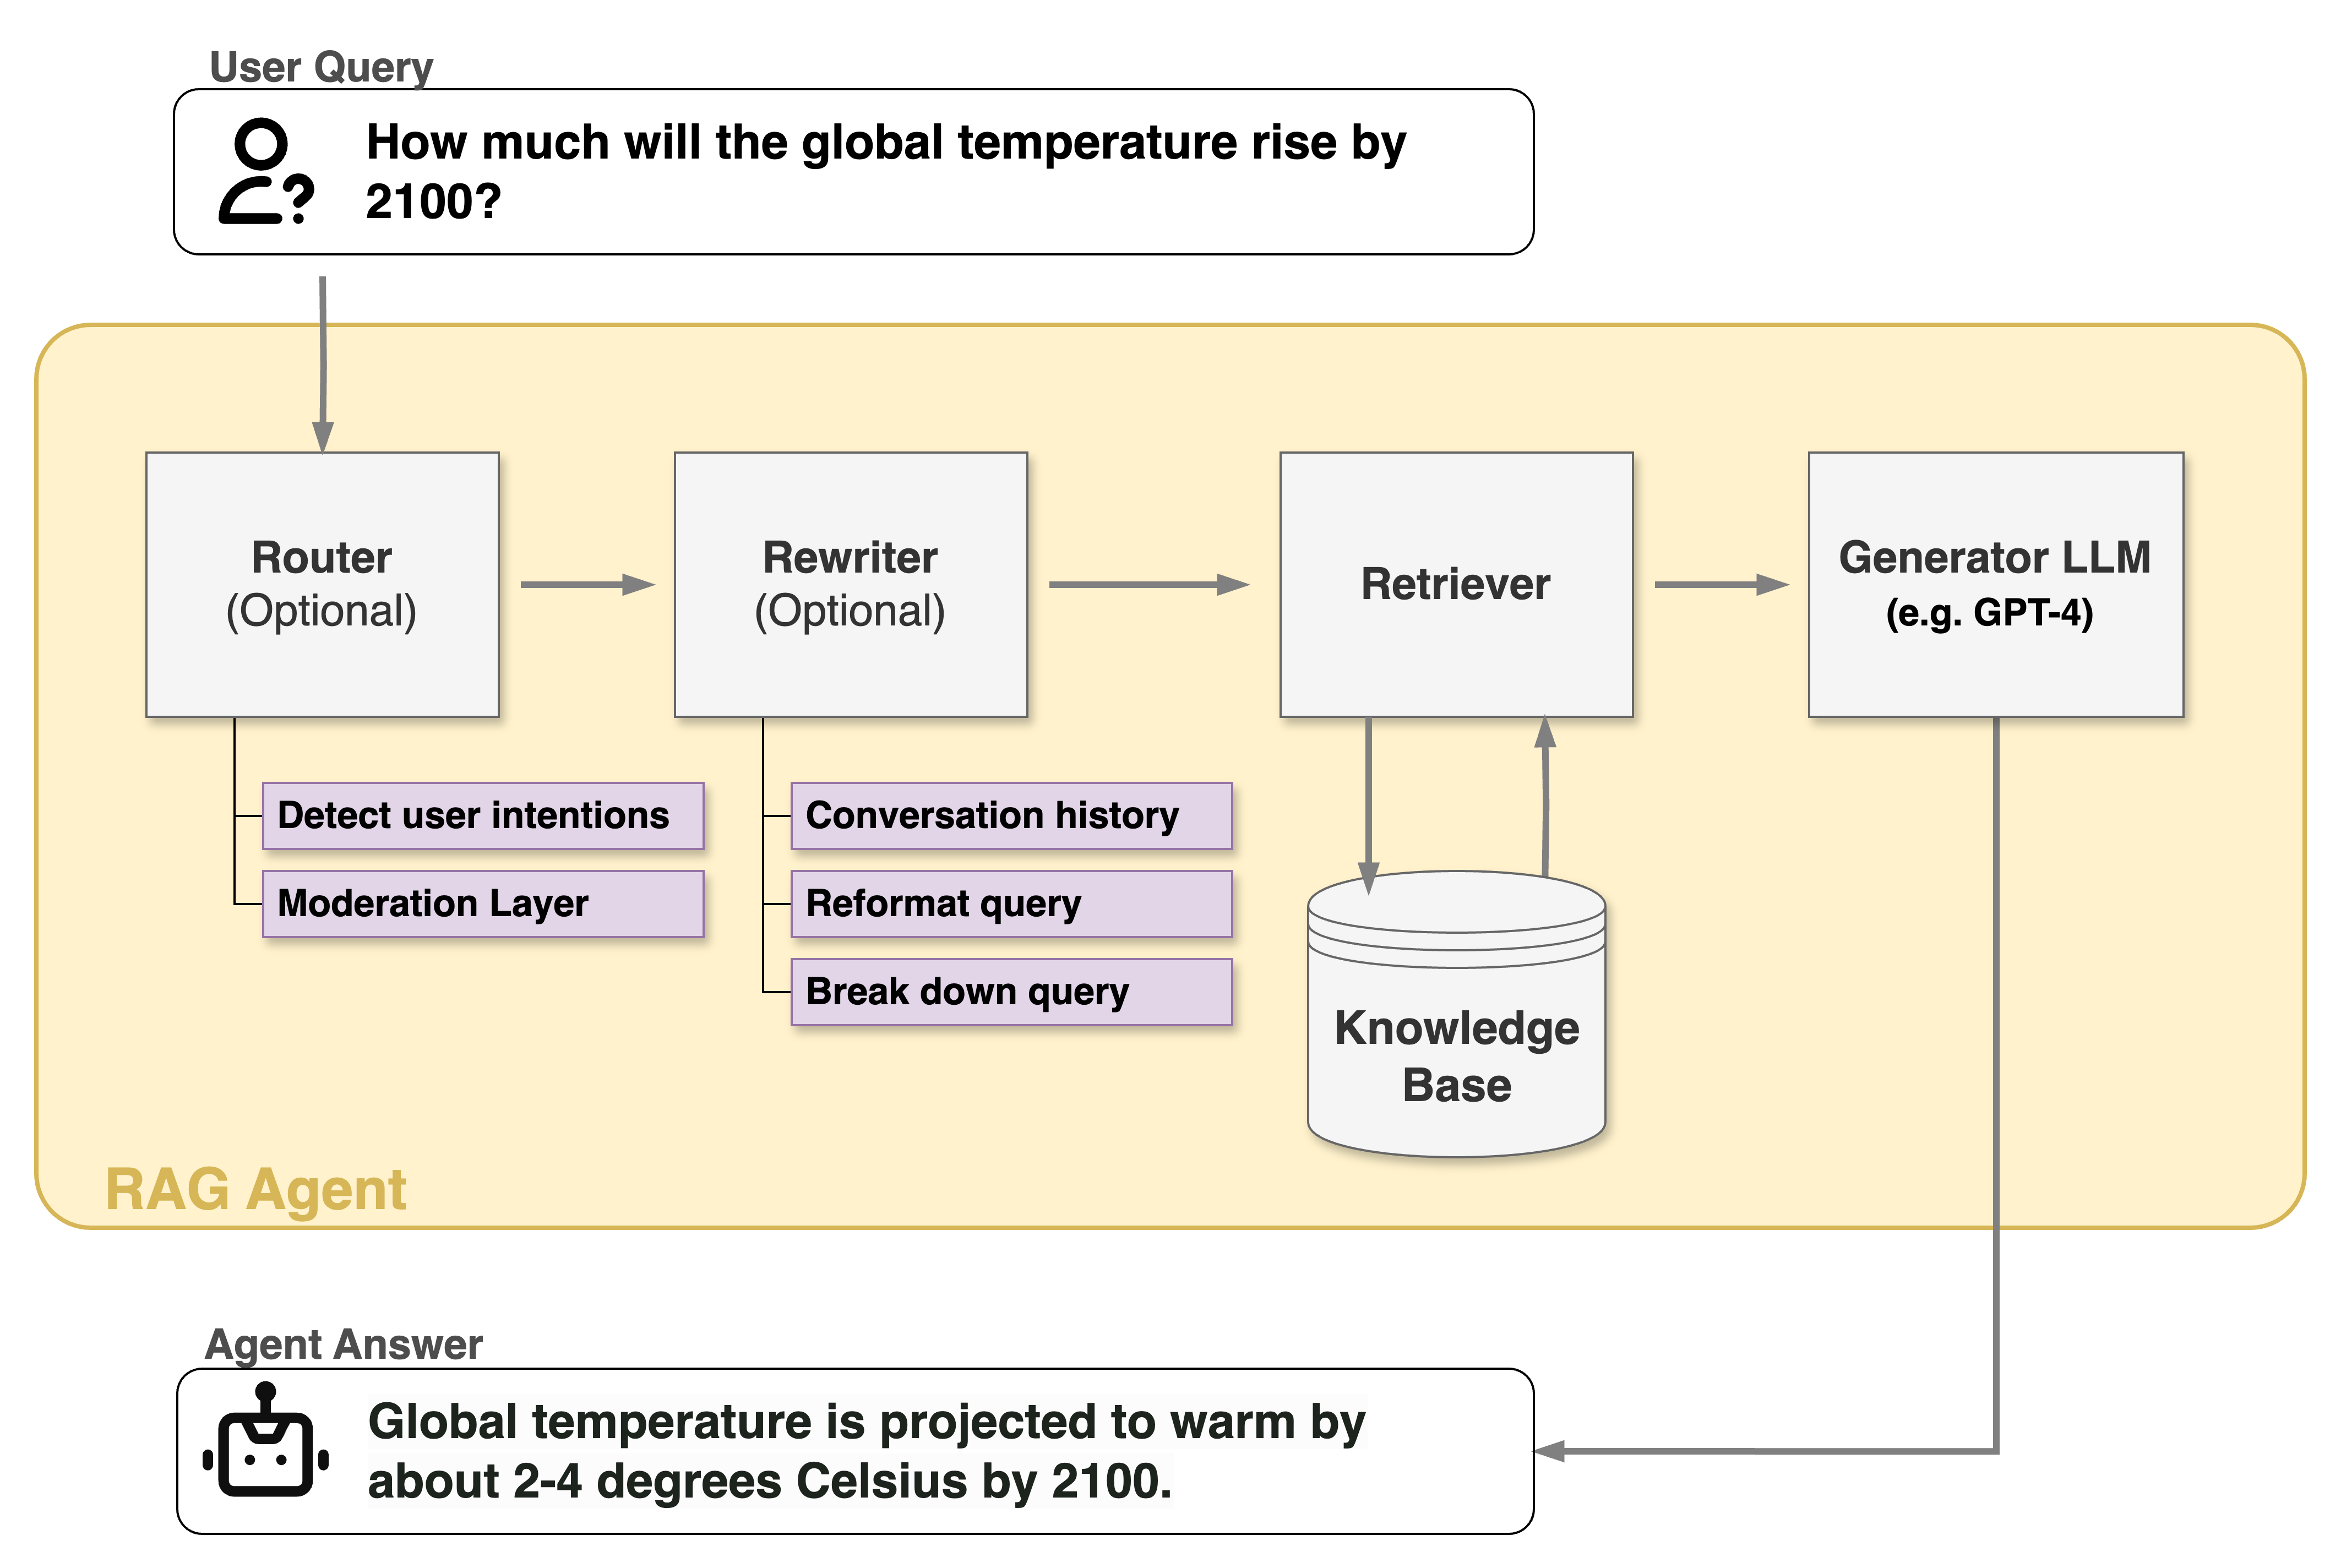 User Query
How much will the global temperature rise by
2100?
Router
(Optional)
Rewriter
(Optional)
Retriever
Generator LLM
(e.g. GPT-4)
Detect user intentions
Moderation Layer
Conversation history
Reformat query
Break down query
Knowledge
Base
RAG Agent
Agent Answer
Global temperature is projected to warm by
about 2-4 degrees Celsius by 2100.